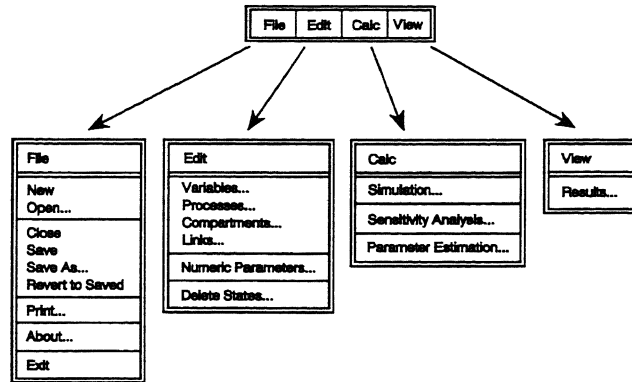 File Edit Calc View
File
New
Open...
Close
Save
Save As...
Revert to Saved
Print...
About...
Exit
Edit
Variables...
Processes...
Compartments...
Links...
Numeric Parameters...
Delete States...
Calc
Simulation...
Sensitivity Analysis...
Parameter Estimation...
View
Results...